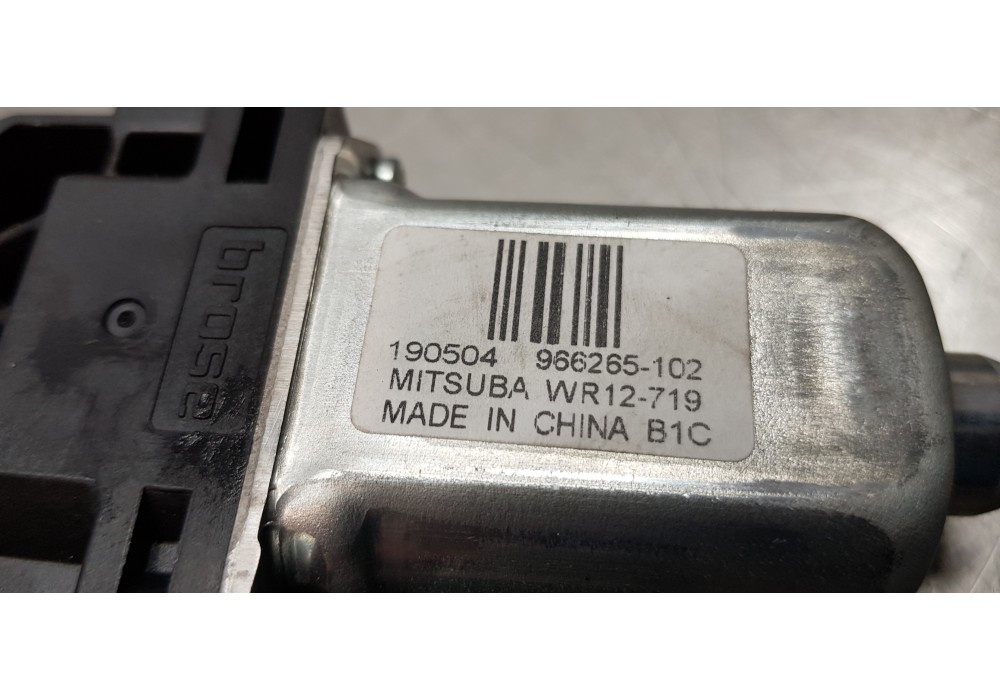 brose
190504 966265-102
MITSUBA WR12-719
MADE IN CHINA B1C